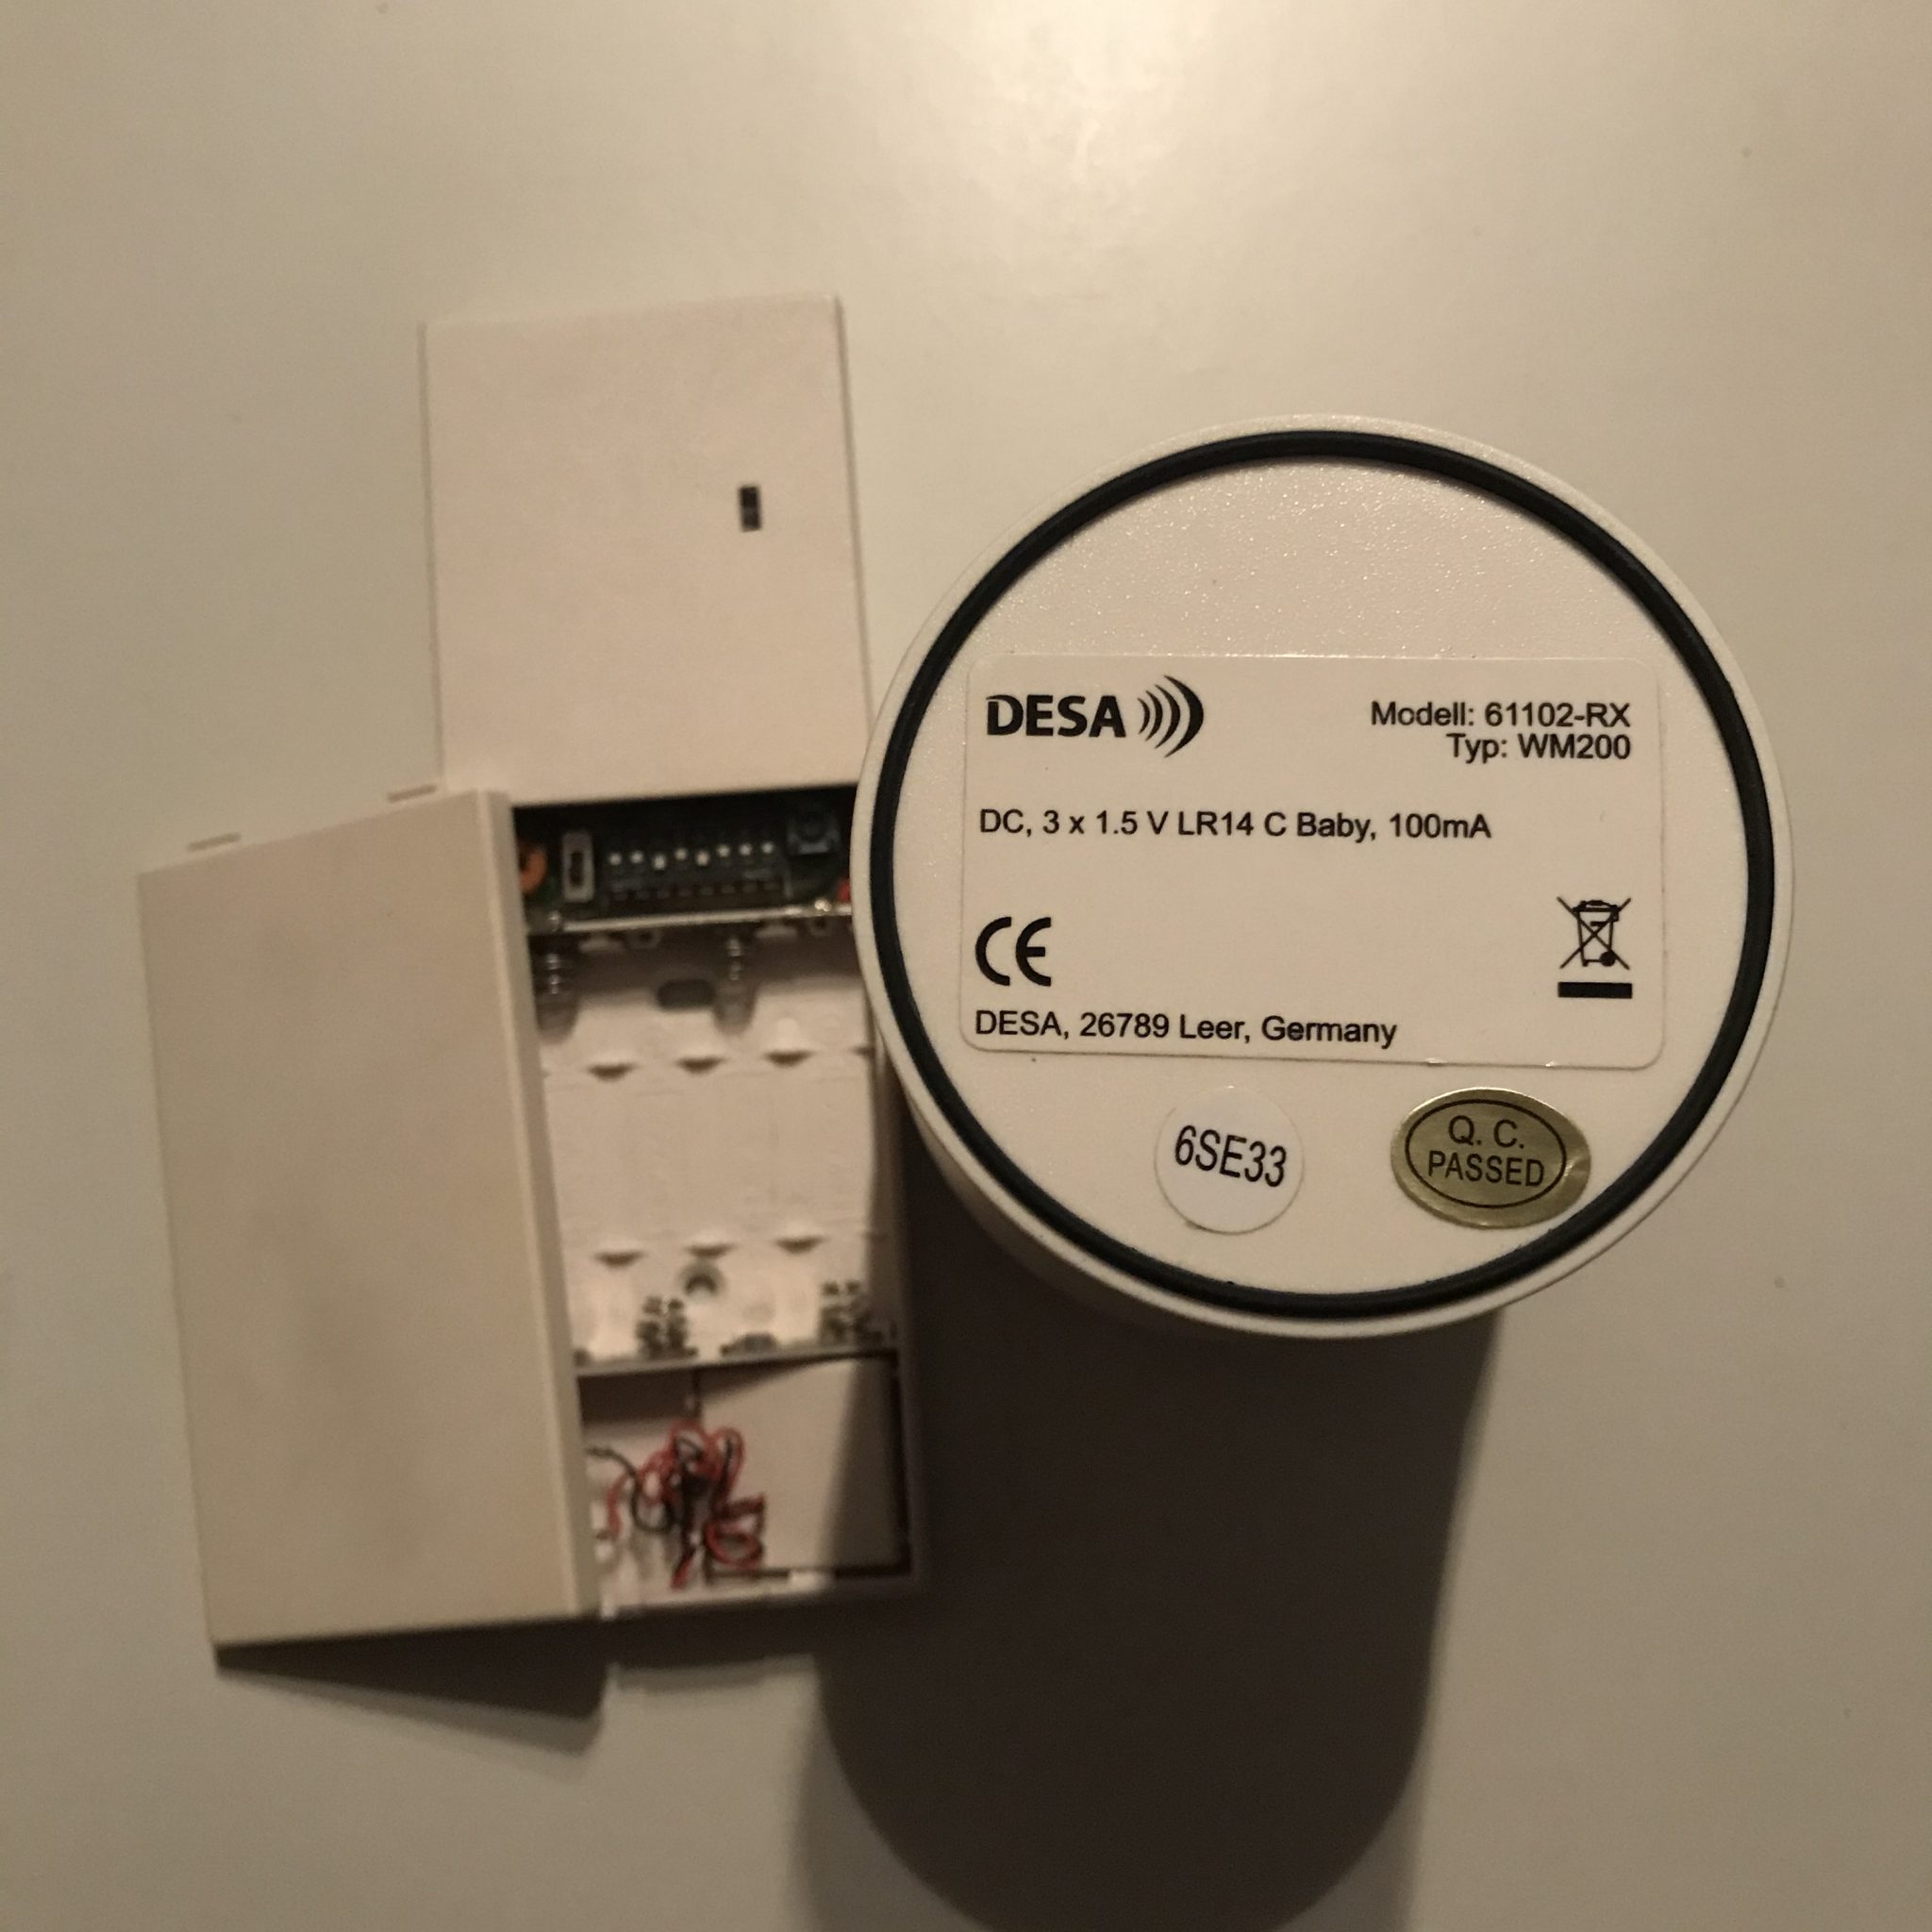 DESA
Modell: 61102-RX
Typ: WM200
DC, 3 x 1.5 V LR14 C Baby, 100mA
CE
DESA, 26789 Leer, Germany
6SE33
Q. C.
PASSED